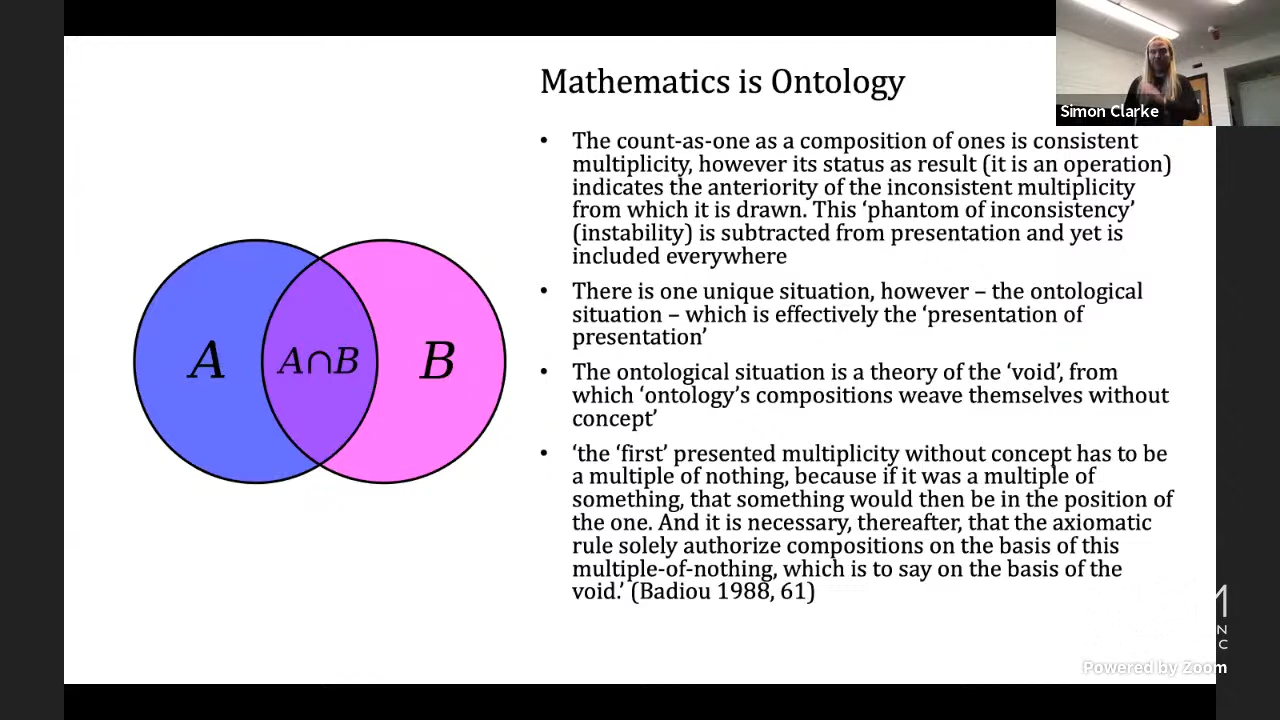 Mathematics is Ontology
Simon Clarke
• The count-as-one as a composition of ones is consistent
multiplicity, however its status as result (it is an operation)
indicates the anteriority of the inconsistent multiplicity
from which it is drawn. This ‘phantom of inconsistency’
(instability) is subtracted from presentation and yet is
included everywhere
• There is one unique situation, however – the ontological
situation – which is effectively the ‘presentation of
presentation’
• The ontological situation is a theory of the ‘void’, from
which ‘ontology’s compositions weave themselves without
concept’
• ‘the ‘first’ presented multiplicity without concept has to be
a multiple of nothing, because if it was a multiple of
something, that something would then be in the position of
the one. And it is necessary, thereafter, that the axiomatic
rule solely authorize compositions on the basis of this
multiple-of-nothing, which is to say on the basis of the
void.’ (Badiou 1988, 61)
A A∩B B
N
C
Powered by Zoom